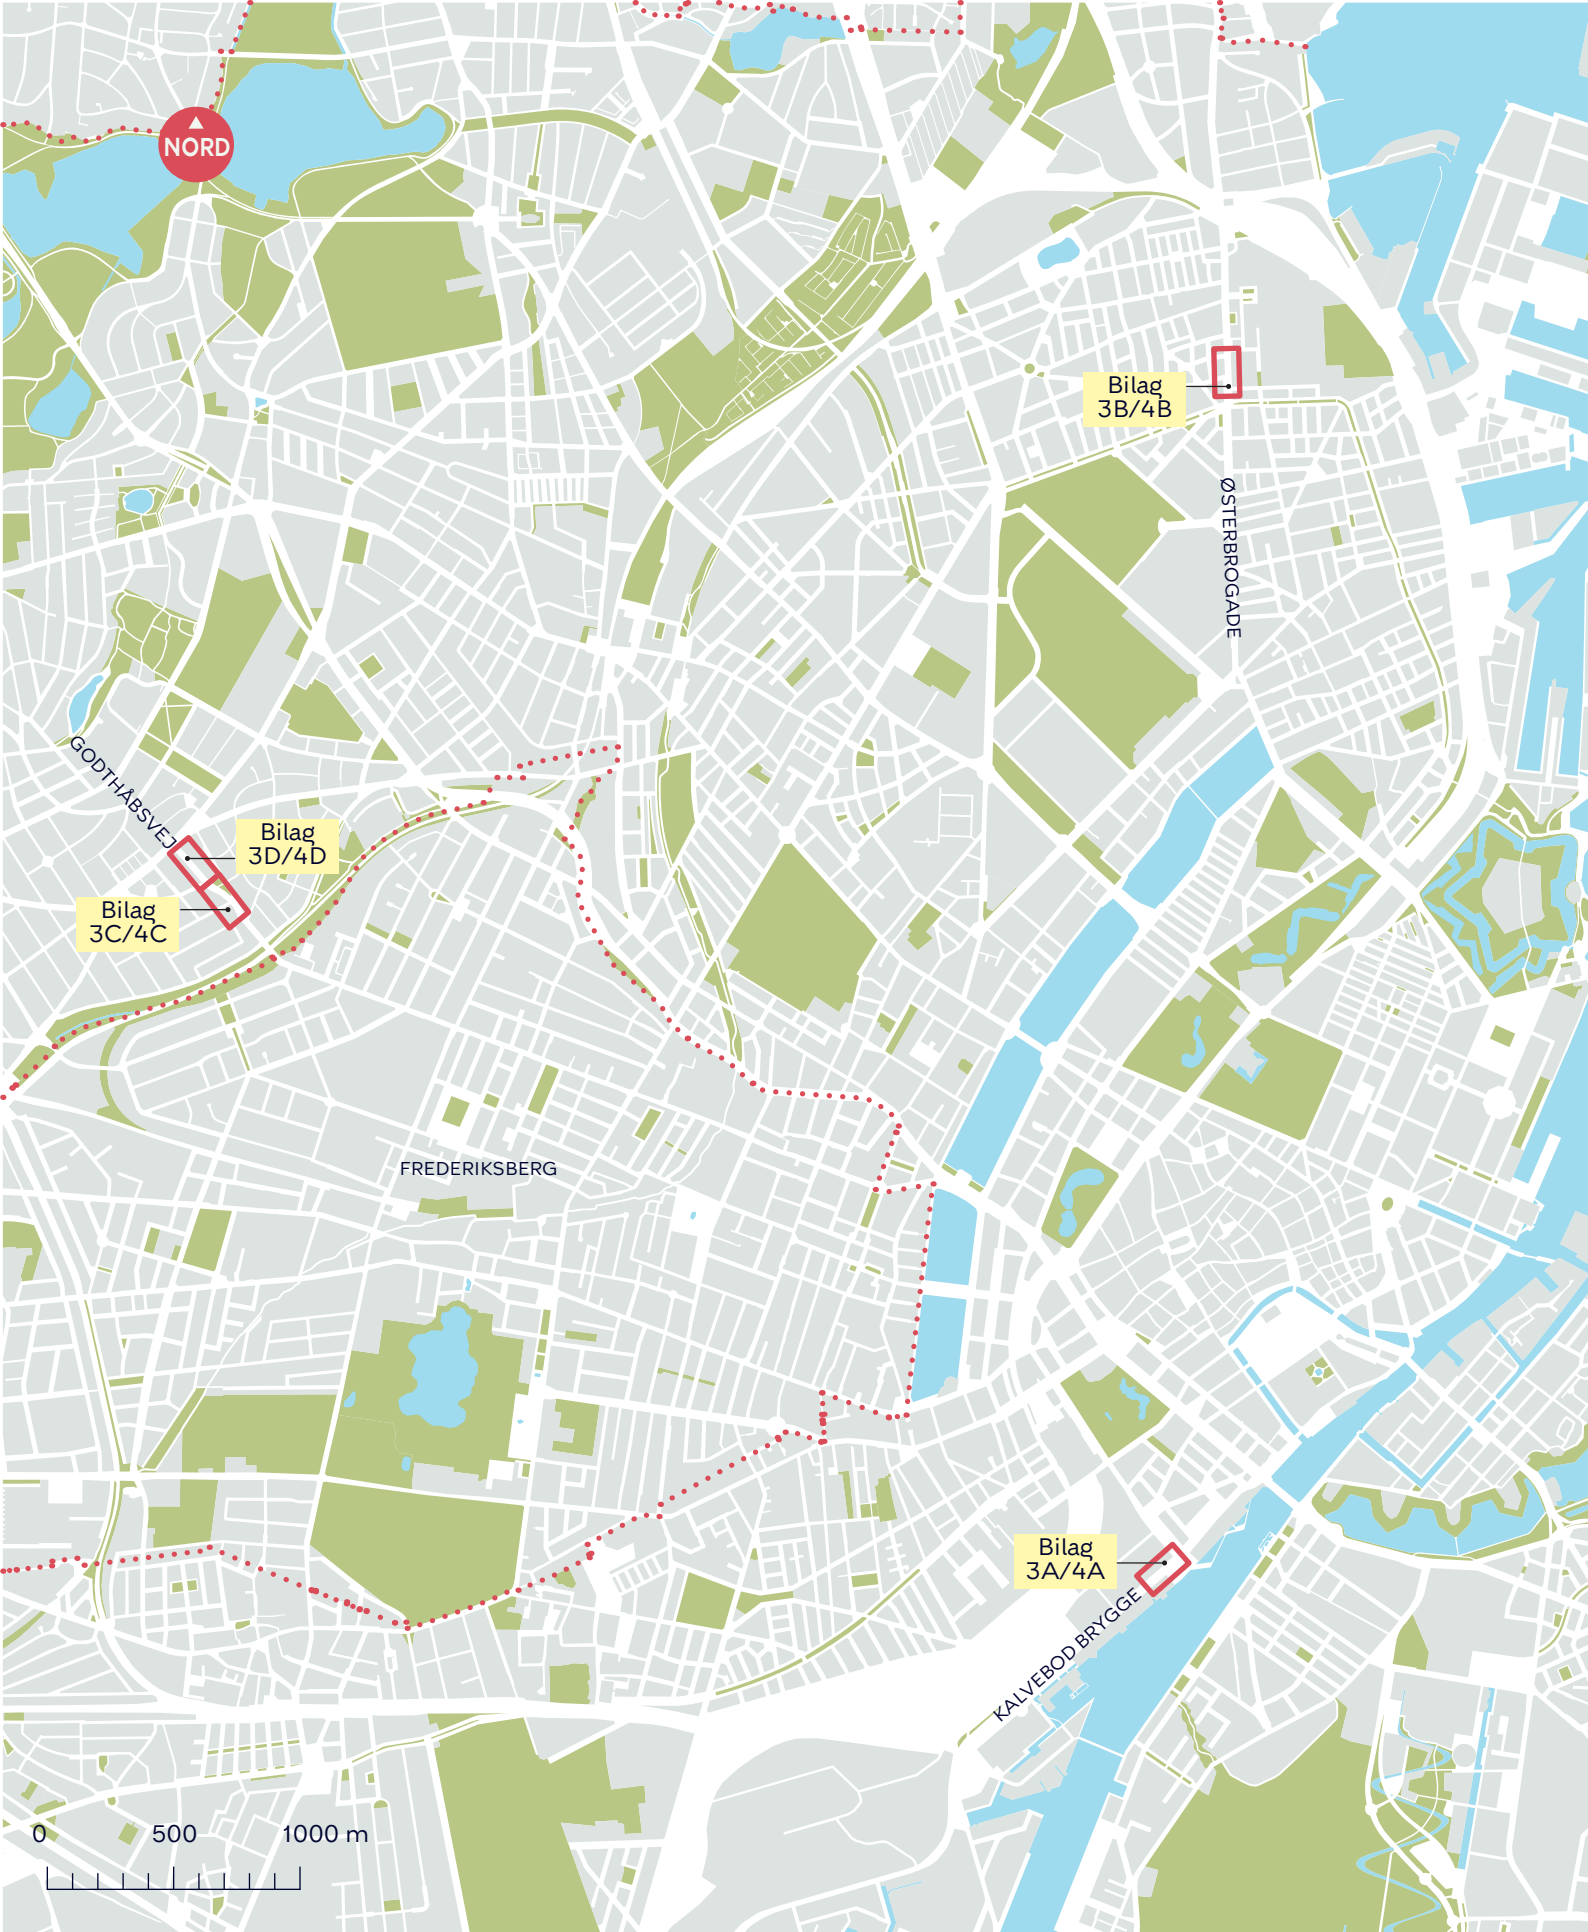 NORD
Bilag
3B/4B
ØSTERBROGADE
GODTHÅBSVEJ
Bilag
3D/4D
Bilag
3C/4C
FREDERIKSBERG
Bilag
3A/4A
KALVEBOD BRYGGE
0 500 1000 m